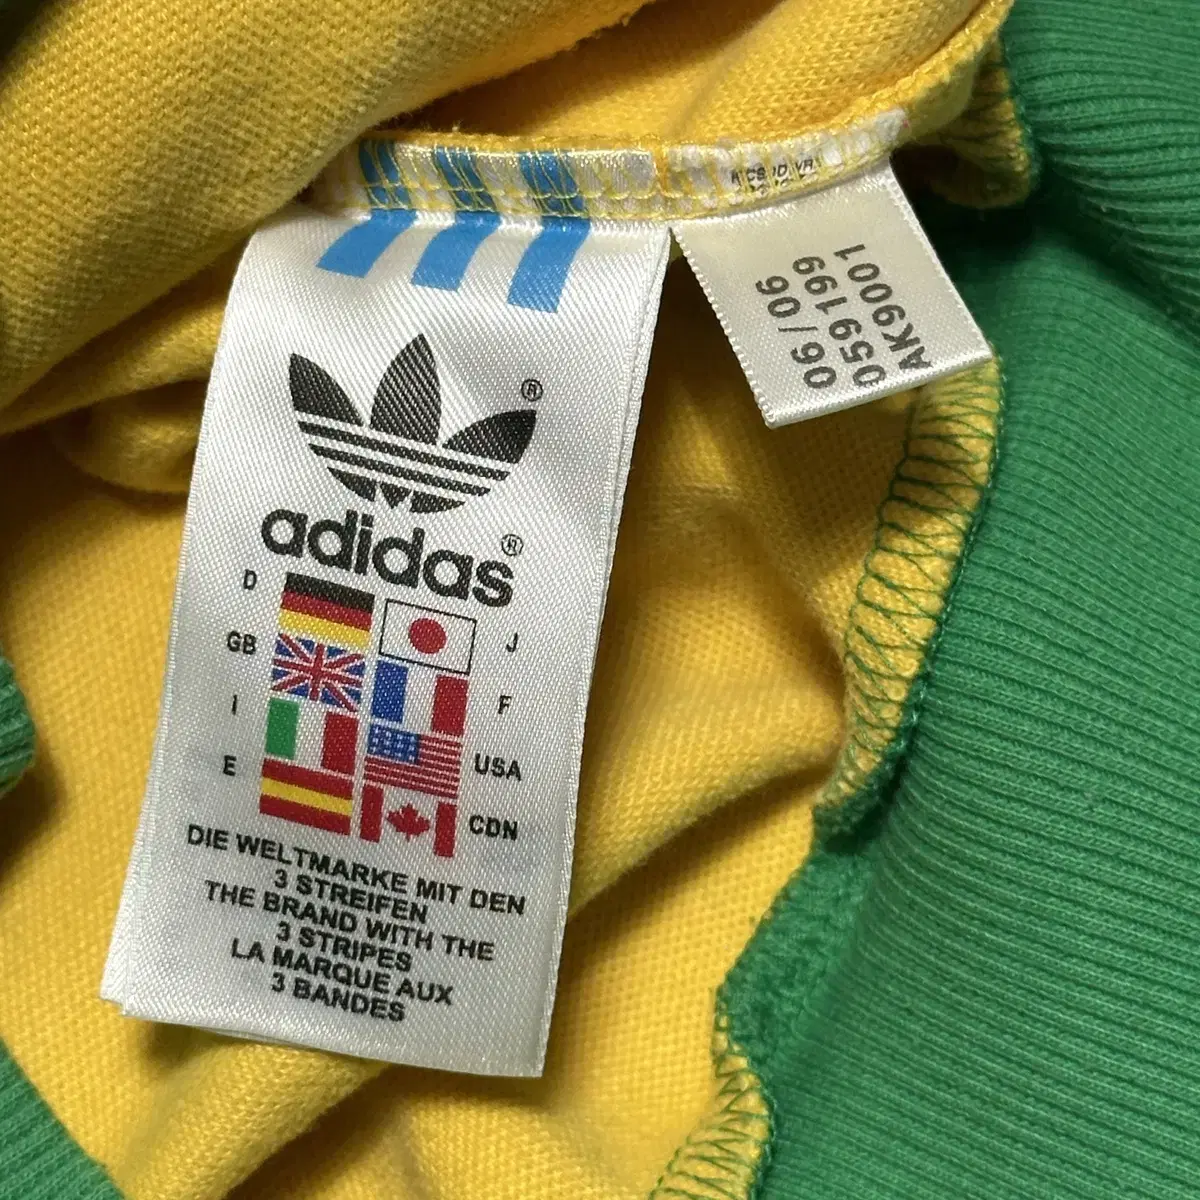 adidas
D
J
GB
F
I
USA
E
CDN
DIE WELTMARKE MIT DEN
3 STREIFEN
THE BRAND WITH THE
3 STRIPES
LA MARQUE AUX
3 BANDES
06/06
059199
AK9001